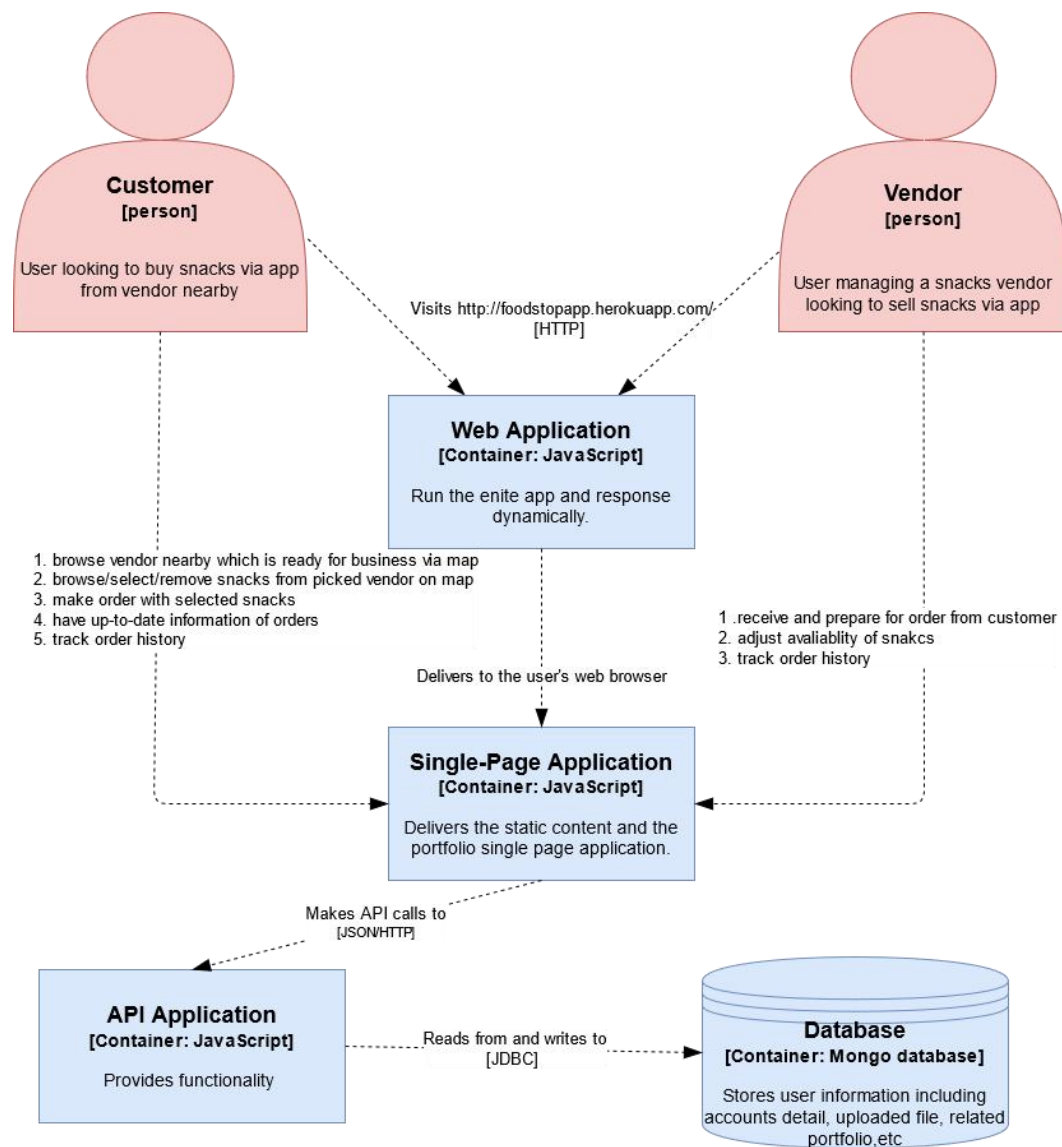 Customer
[person]
User looking to buy snacks via app
from vendor nearby
Vendor
[person]
User managing a snacks vendor
looking to sell snacks via app
Visits http://foodstopapp.herokuapp.com/
[HTTP]
Web Application
[Container: JavaScript]
Run the enite app and response
dynamically.
1. browse vendor nearby which is ready for business via map
2. browse/select/remove snacks from picked vendor on map
3. make order with selected snacks
4. have up-to-date information of orders
5. track order history
1 .receive and prepare for order from customer
2. adjust avaliablity of snakcs
3. track order history
Delivers to the user's web browser
Single-Page Application
[Container: JavaScript]
Delivers the static content and the
portfolio single page application.
Makes API calls to
[JSON/HTTP]
API Application
[Container: JavaScript]
Provides functionality
Reads from and writes to
[JDBC]
Database
[Container: Mongo database]
Stores user information including
accounts detail, uploaded file, related
portfolio,etc